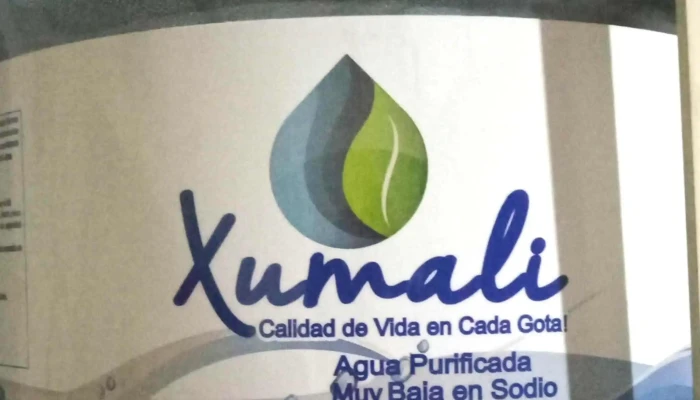 Xumali
Calidad de Vida en Cada Gota!
Agua Purificada
Muy Baja en Sodio